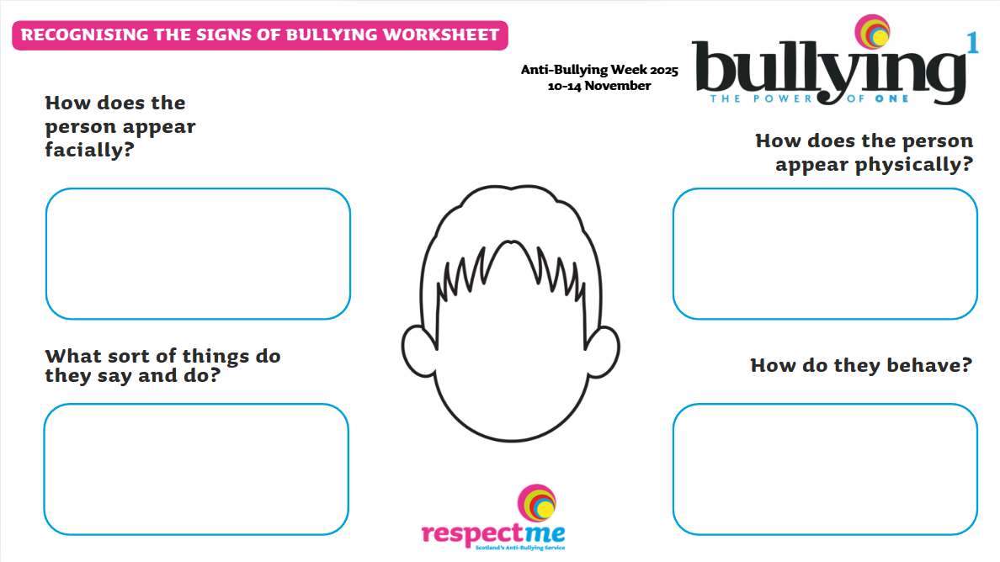 RECOGNISING THE SIGNS OF BULLYING WORKSHEET
Anti-Bullying Week 2025
10-14 November
bullying1
THE POWER OF ONE
How does the
person appear
facially?
How does the person
appear physically?
What sort of things do
they say and do?
How do they behave?
respectme
Scotland's Anti-Bullying Service